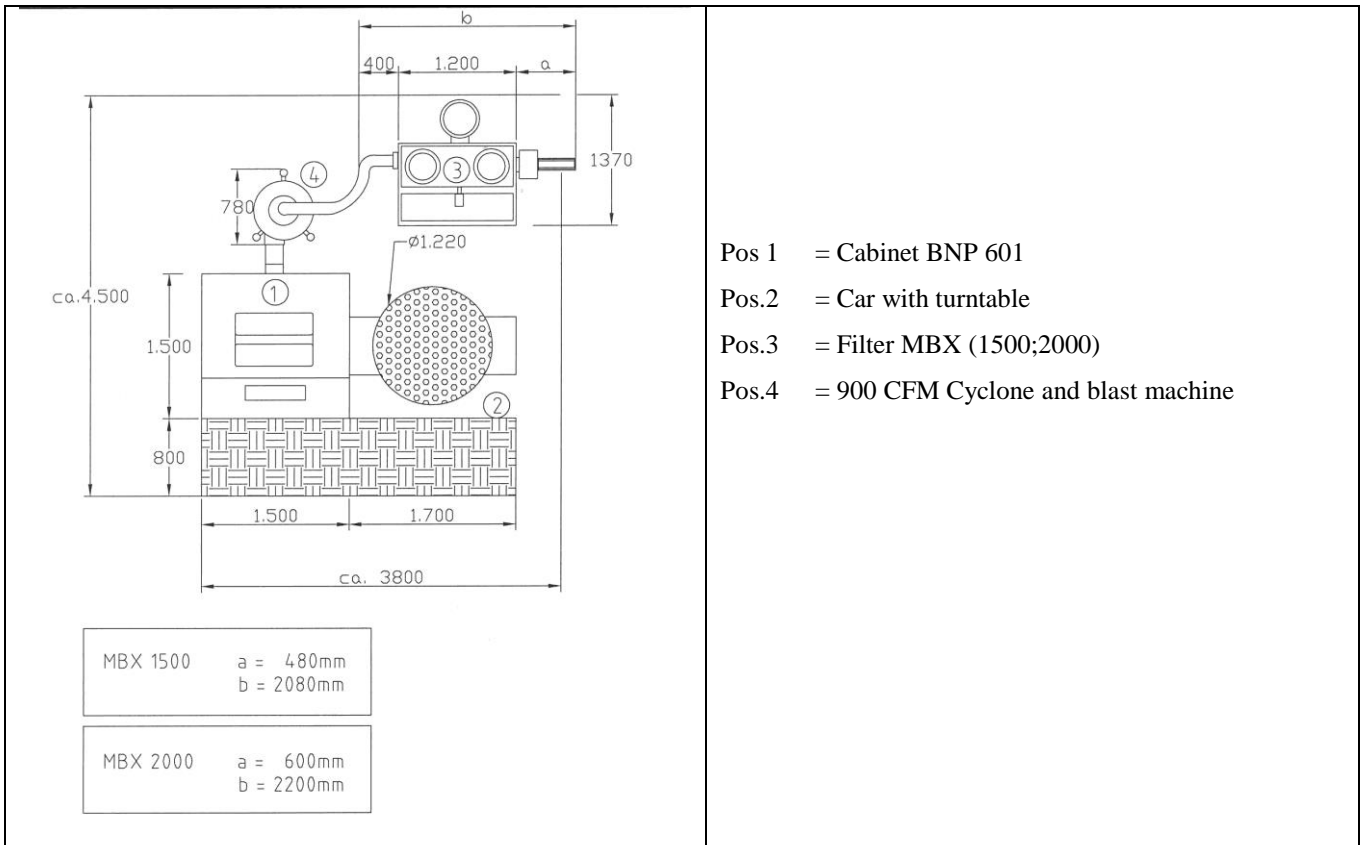 b
400 1.200 a
1370
4
3
780
ø1.220
ca.4.500
1
1.500
2
800
1.500 1.700
ca. 3800
MBX 1500 a = 480mm
b = 2080mm
MBX 2000 a = 600mm
b = 2200mm
Pos 1 = Cabinet BNP 601
Pos.2 = Car with turntable
Pos.3 = Filter MBX (1500;2000)
Pos.4 = 900 CFM Cyclone and blast machine